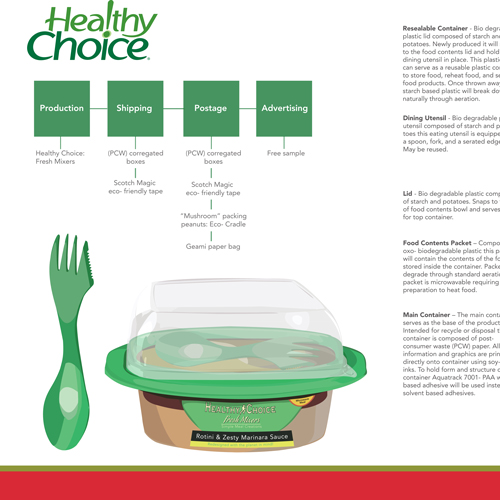 Healthy
Choice
Production
Shipping
Postage
Advertising
Healthy Choice:
Fresh Mixers
(PCW) corregated
boxes
Scotch Magic
eco- friendly tape
(PCW) corregated
boxes
Scotch Magic
eco- friendly tape
"Mushroom" packing
peanuts: Eco- Cradle
Geami paper bag
Free sample
Resealable Container - Bio degra
plastic lid composed of starch an
potatoes. Newly produced it will
to the food contents lid and hold
dining utensil in place. This plasti
can serve as a reusable plastic co
to store food, reheat food, and se
food products. Once thrown away
starch based plastic will break do
naturally through aeration.
Dining Utensil - Bio degradable p
utensil composed of starch and p
toes this eating utensil is equippe
a spoon, fork, and a serated edge
May be reused.
Lid - Bio degradable plastic comp
of starch and potatoes. Snaps to
of food contents bowl and serves
for top container.
Food Contents Packet – Compo
oxo- biodegradable plastic this p
will contain the contents of the fo
stored inside the container. Packe
degrade through standard aeratio
packet is microwavable requiring
preparation to heat food.
Main Container – The main conta
serves as the base of the product
Intended for recycle or disposal t
container is composed of post-
consumer waste (PCW) paper. All
information and graphics are prin
directly onto container using soy-
inks. To hold form and structure o
container Aquatrack 7001- PAA w
based adhesive will be used inste
solvent based adhesives.
Healthy Choice
Fresh Mixers
Rotini & Zesty Marinara Sauce